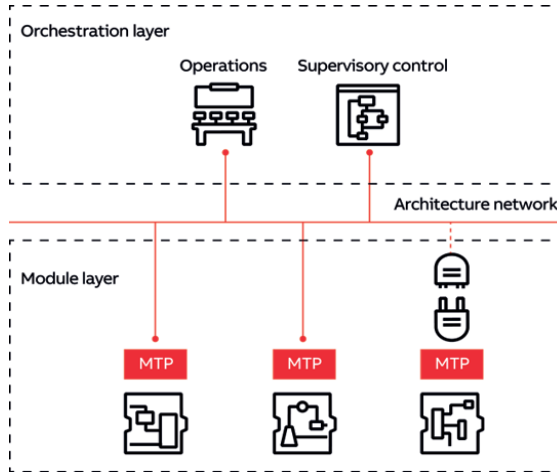 Orchestration layer
Operations
Supervisory control
Architecture network
Module layer
MTP
MTP
MTP